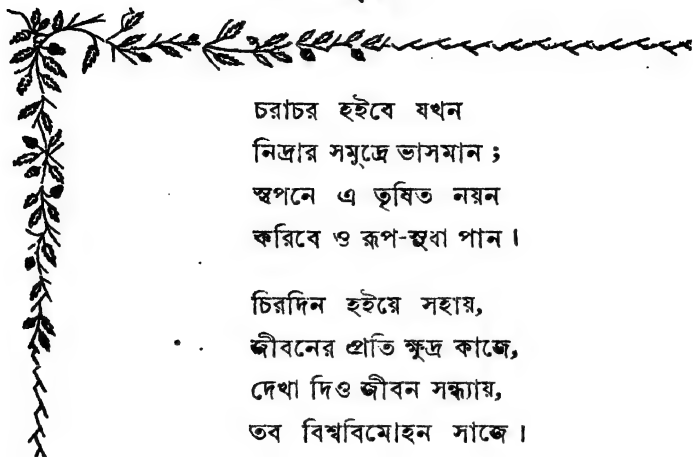 চরাচর হইবে যখন
নিদ্রার সমুদ্রে ভাসমান ;
স্বপনে এ তৃষিত নয়ন
করিবে ও রূপ-সুধা পান ।
চিরদিন হইয়ে সহায়,
জীবনের প্রতি ক্ষুদ্র কাজে,
দেখা দিও জীবন সন্ধ্যায়,
তব বিশ্ববিমোহন সাজে ।